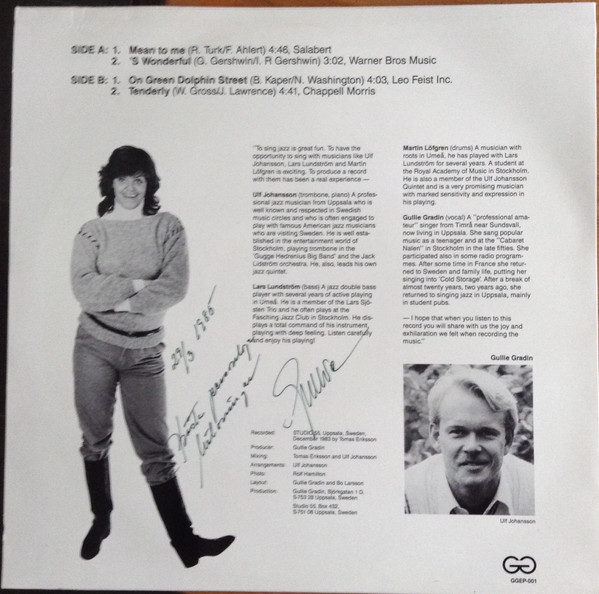 SIDE A: 1. Mean to me (R. Turk/F. Ahlert) 4:46, Salabert
2. 'S Wonderful (G. Gershwin/I. R Gershwin) 3:02, Warner Bros Music
SIDE B: 1. On Green Dolphin Street (B. Kaper/N. Washington) 4:03, Leo Feist Inc.
2. Tenderly (W. Gross/J. Lawrence) 4:41, Chappell Morris
"To sing jazz is great fun. To have the
opportunity to sing with musicians like Ulf
Johansson, Lars Lundström and Martin
Löfgren is exciting. To produce a record
with them has been a real experience —
Ulf Johansson (trombone, piano) A profes-
sional jazz musician from Uppsala who is
well known and respected in Swedish
music circles and who is often engaged to
play with famous American jazz musicians
who are visiting Sweden. He is well esta-
blished in the entertainment world of
Stockholm, playing trombone in the
"Gugge Hedrenius Big Band" and the Jack
Lidström orchestra. He, also, leads his own
jazz quintet.
Lars Lundström (bass) A jazz double bass
player with several years of active playing
in Umeå. He is a member of the Lars Sjö-
sten Trio and he often plays at the
Fasching Jazz Club in Stockholm. He dis-
plays a total command of his instrument,
playing with deep feeling. Listen carefully
and enjoy his playing!
Martin Löfgren (drums) A musician with
roots in Umeå, he has played with Lars
Lundström for several years. A student at
the Royal Academy of Music in Stockholm.
He is also a member of the Ulf Johansson
Quintet and is a very promising musician
with marked sensitivity and expression in
his playing.
Gullie Gradin (vocal) A "professional ama-
teur" singer from Timrå near Sundsvall,
now living in Uppsala. She sang popular
music as a teenager and at the "Cabaret
Nalen" in Stockholm in the late fifties. She
participated also in some radio program-
mes. After some time in France she retur-
ned to Sweden and family life, putting her
singing into 'Cold Storage'. After a break of
almost twenty years, two years ago, she
returned to singing jazz in Uppsala, mainly
in student pubs.
— I hope that when you listen to this
record you will share with us the joy and
exhilaration we felt when recording the
music."
Gullie Gradin
29/3 1985
Recorded: STUDIO 55, Uppsala, Sweden,
December 1983 by Tomas Eriksson
Producer: Gullie Gradin
Mixing: Tomas Eriksson and Ulf Johansson
Arrangements: Ulf Johansson
Photo: Rolf Hamilton
Layout: Gullie Gradin and Bo Larsson
Production: Gullie Gradin, Björkgatan 1 D,
S-753 28 Uppsala, Sweden
Studio 55, Box 432,
S-751 06 Uppsala, Sweden
Ulf Johansson
GGEP-001